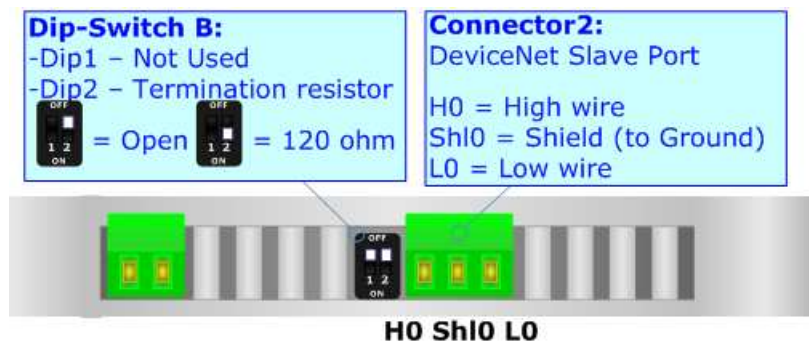 Dip-Switch B:
-Dip1 – Not Used
-Dip2 – Termination resistor
OFF
1 2
ON
= Open
OFF
1 2
ON
= 120 ohm
Connector2:
DeviceNet Slave Port
H0 = High wire
Shl0 = Shield (to Ground)
L0 = Low wire
OFF
1 2
ON
H0 Shl0 L0